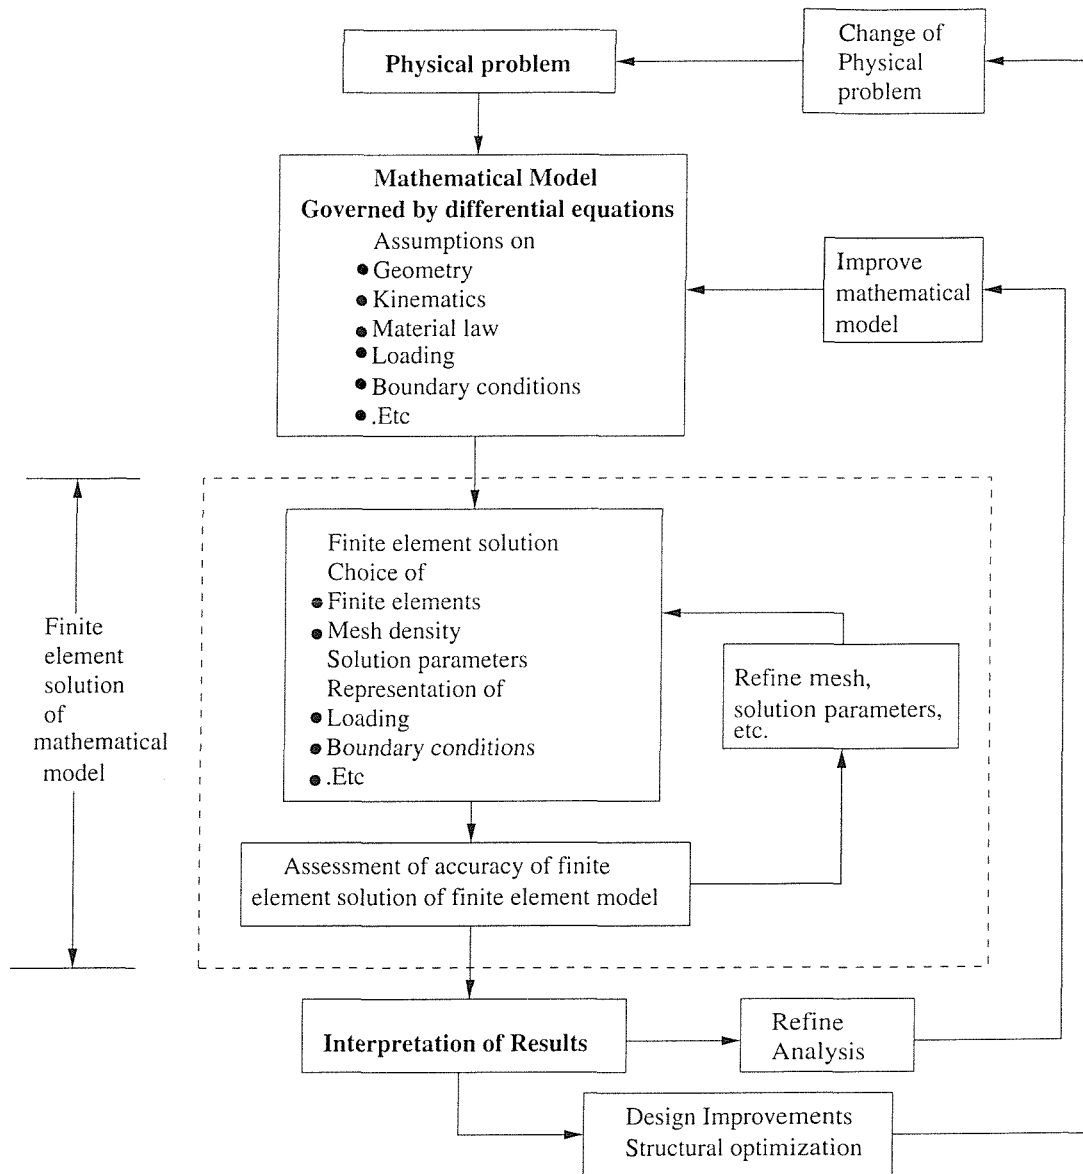 Physical problem
Change of
Physical
problem
Mathematical Model
Governed by differential equations
Assumptions on
● Geometry
● Kinematics
● Material law
● Loading
● Boundary conditions
● .Etc
Improve
mathematical
model
Finite
element
solution
of
mathematical
model
Finite element solution
Choice of
● Finite elements
● Mesh density
Solution parameters
Representation of
● Loading
● Boundary conditions
● .Etc
Refine mesh,
solution parameters,
etc.
Assessment of accuracy of finite
element solution of finite element model
Interpretation of Results
Refine
Analysis
Design Improvements
Structural optimization